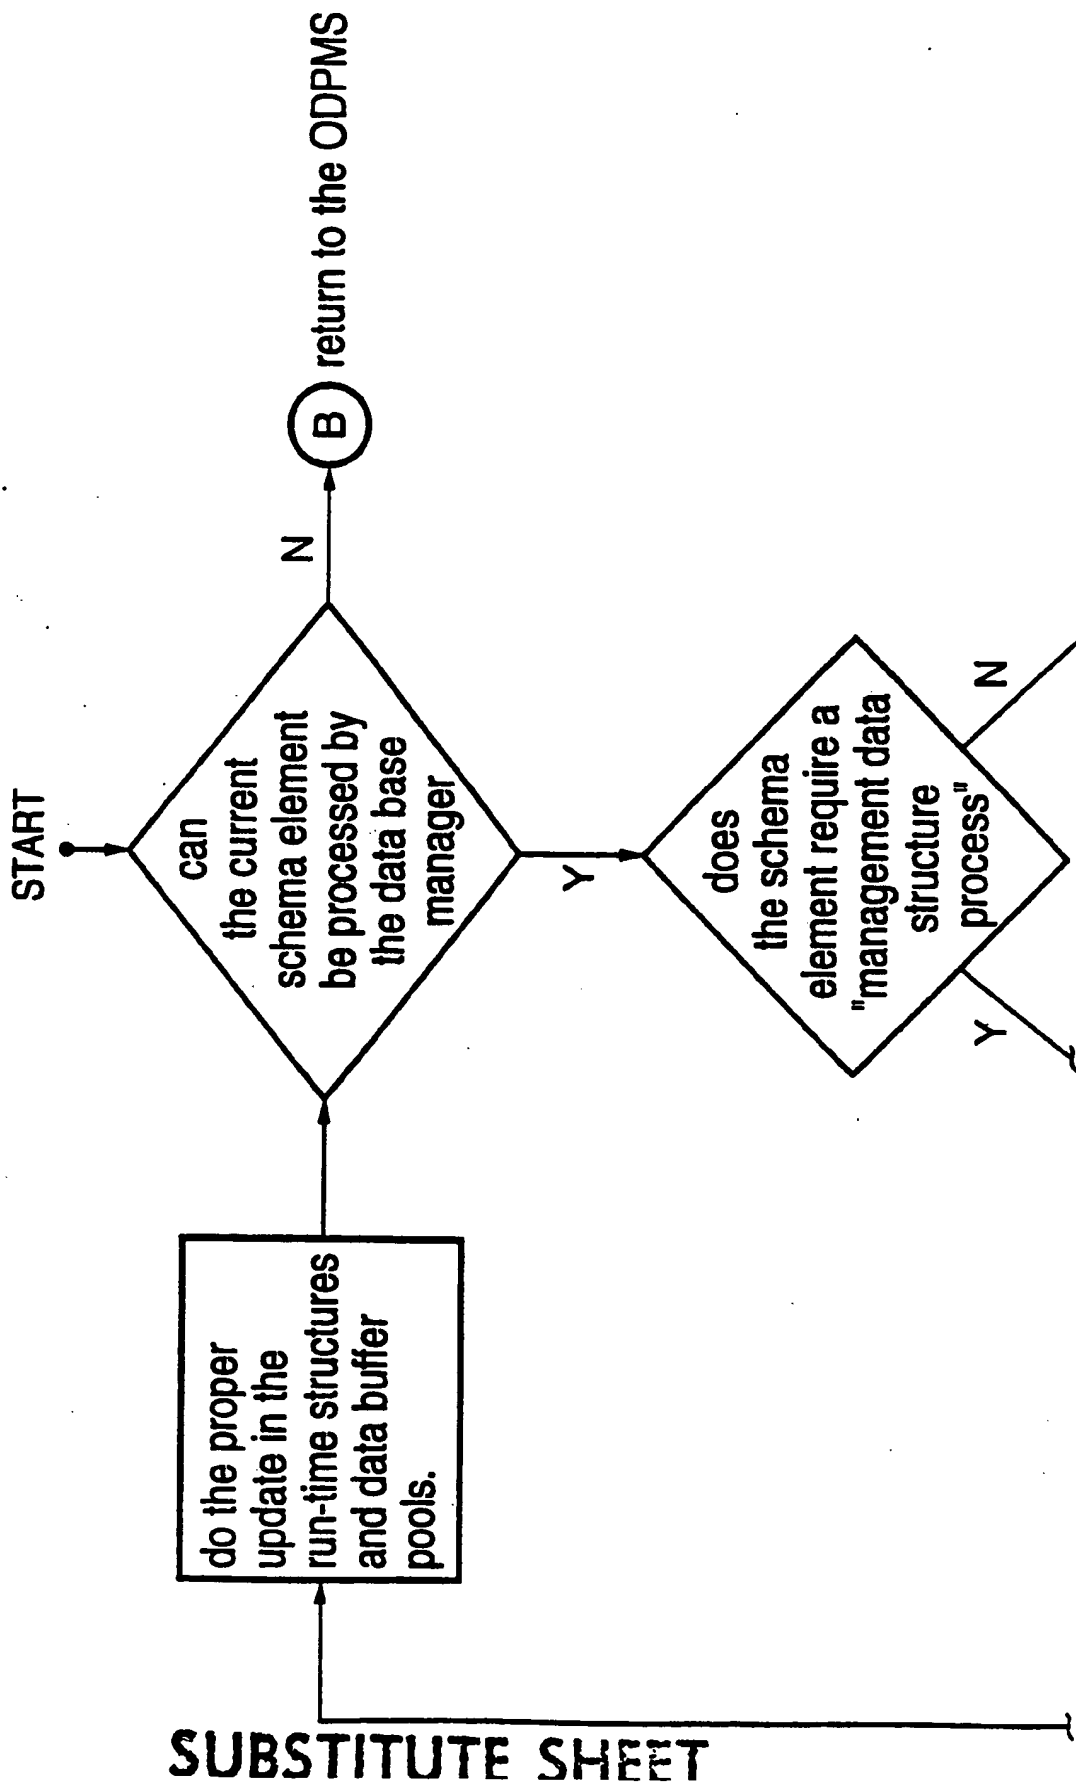 START
can
the current
schema element
be processed by
the data base
manager
N
B
return to the ODPMS
Y
does
the schema
element require a
"management data
structure
process"
N
Y
do the proper
update in the
run-time structures
and data buffer
pools.
SUBSTITUTE SHEET